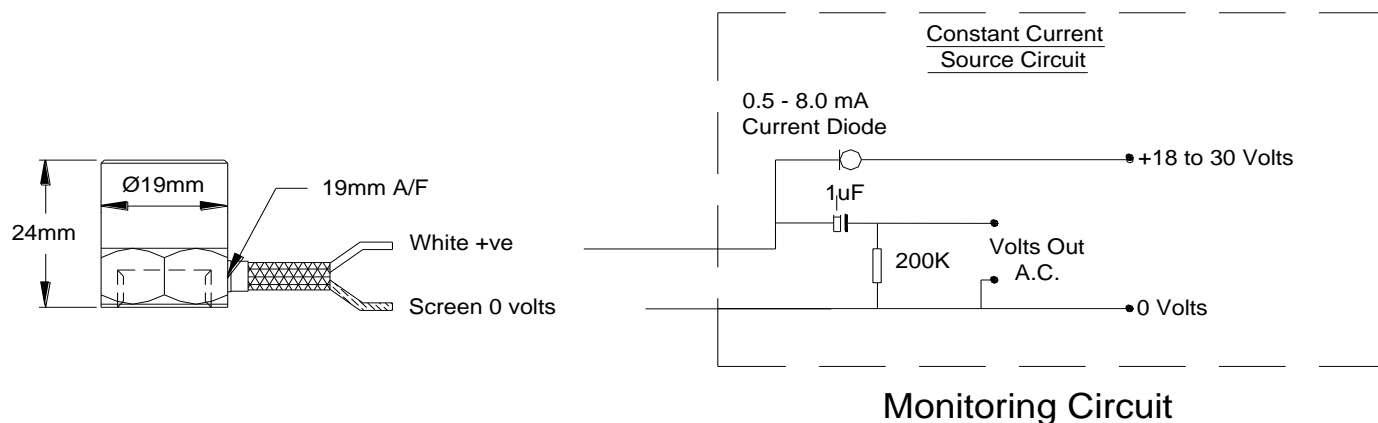 Constant Current
Source Circuit
0.5 - 8.0 mA
Current Diode
+18 to 30 Volts
Ø19mm
19mm A/F
1uF
24mm
White +ve
Volts Out
A.C.
200K
Screen 0 volts
0 Volts
Monitoring Circuit